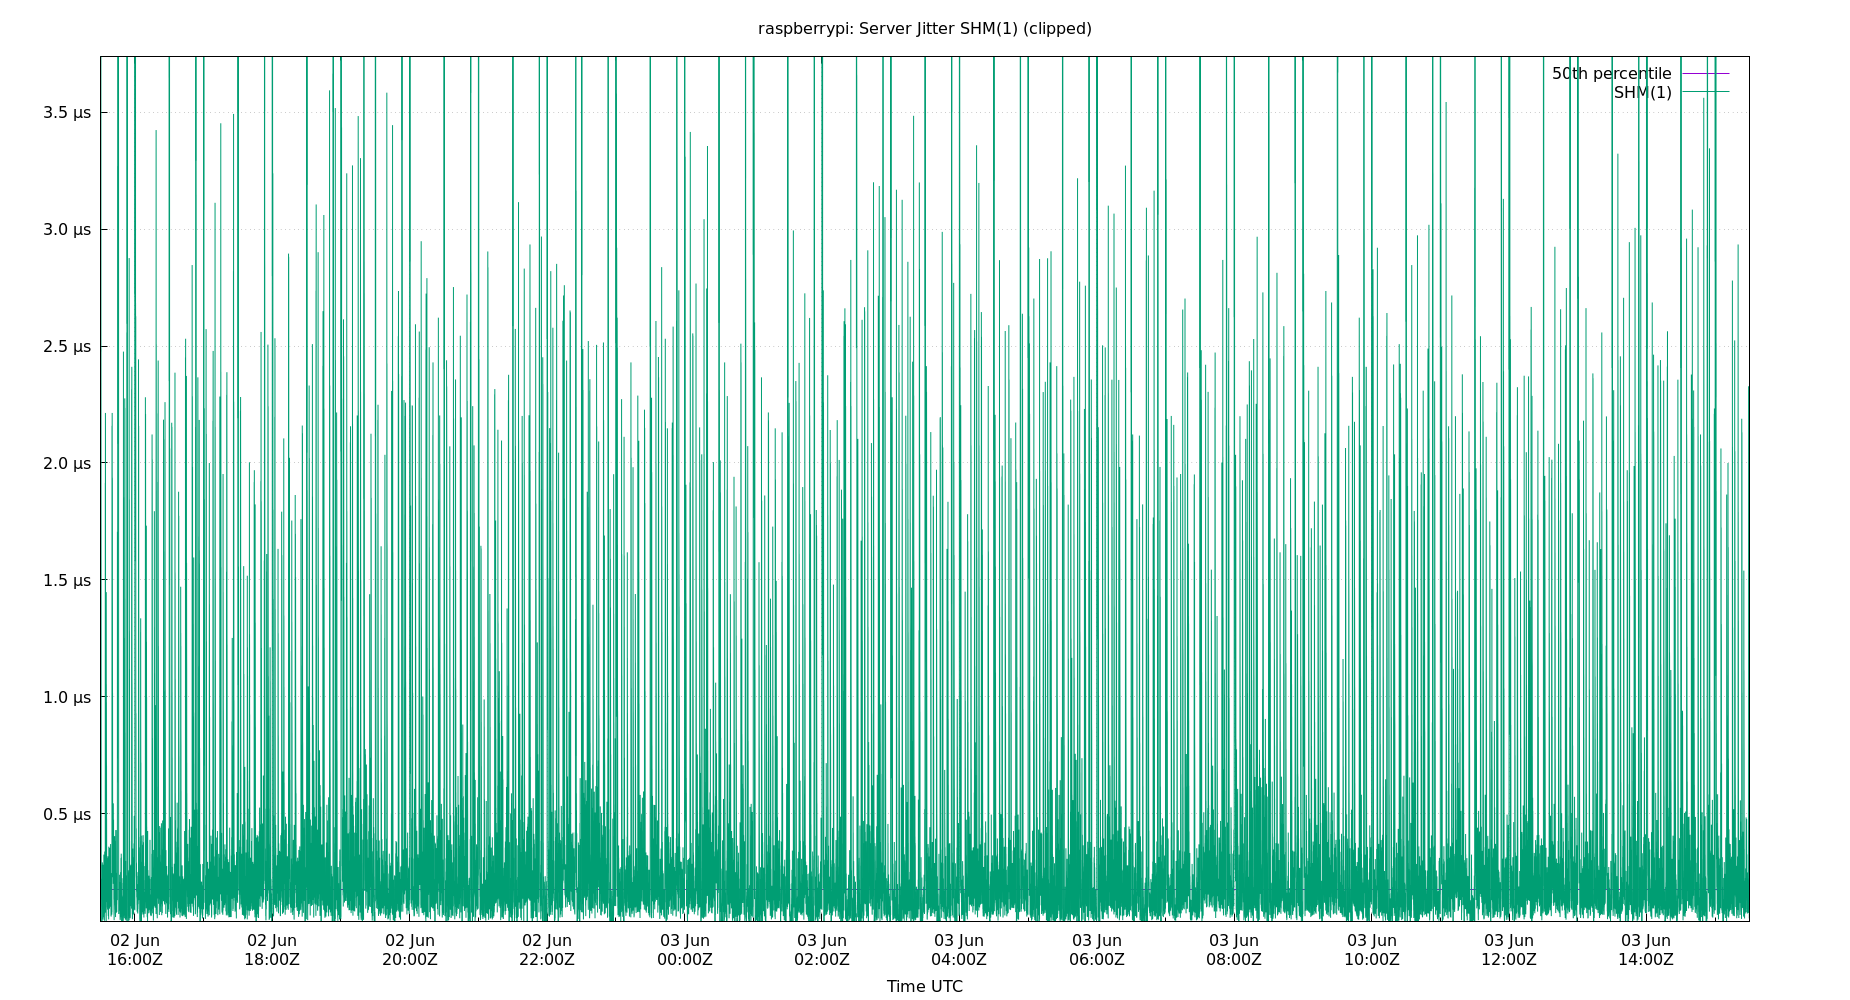 raspberrypi: Server Jitter SHM(1) (clipped)
50th percentile
SHM(1)
3.5 µs
3.0 µs
2.5 µs
2.0 µs
1.5 µs
1.0 µs
0.5 µs
02 Jun 02 Jun 02 Jun 02 Jun 03 Jun 03 Jun 03 Jun 03 Jun 03 Jun 03 Jun 03 Jun 03 Jun
16:00Z 18:00Z 20:00Z 22:00Z 00:00Z 02:00Z 04:00Z 06:00Z 08:00Z 10:00Z 12:00Z 14:00Z
Time UTC